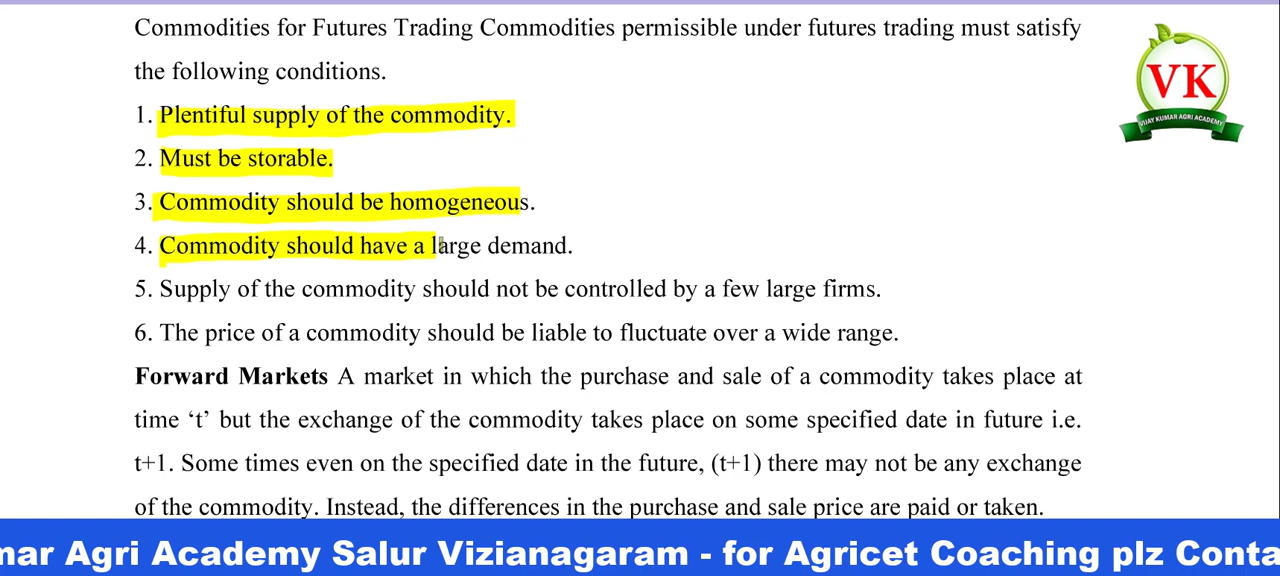 Commodities for Futures Trading Commodities permissible under futures trading must satisfy
the following conditions.
1. Plentiful supply of the commodity.
2. Must be storable.
3. Commodity should be homogeneous.
4. Commodity should have a large demand.
5. Supply of the commodity should not be controlled by a few large firms.
6. The price of a commodity should be liable to fluctuate over a wide range.
Forward Markets A market in which the purchase and sale of a commodity takes place at
time ‘t’ but the exchange of the commodity takes place on some specified date in future i.e.
t+1. Some times even on the specified date in the future, (t+1) there may not be any exchange
of the commodity. Instead, the differences in the purchase and sale price are paid or taken.
VK
VIJAY KUMAR AGRI ACADEMY
mar Agri Academy Salur Vizianagaram - for Agricet Coaching plz Conta